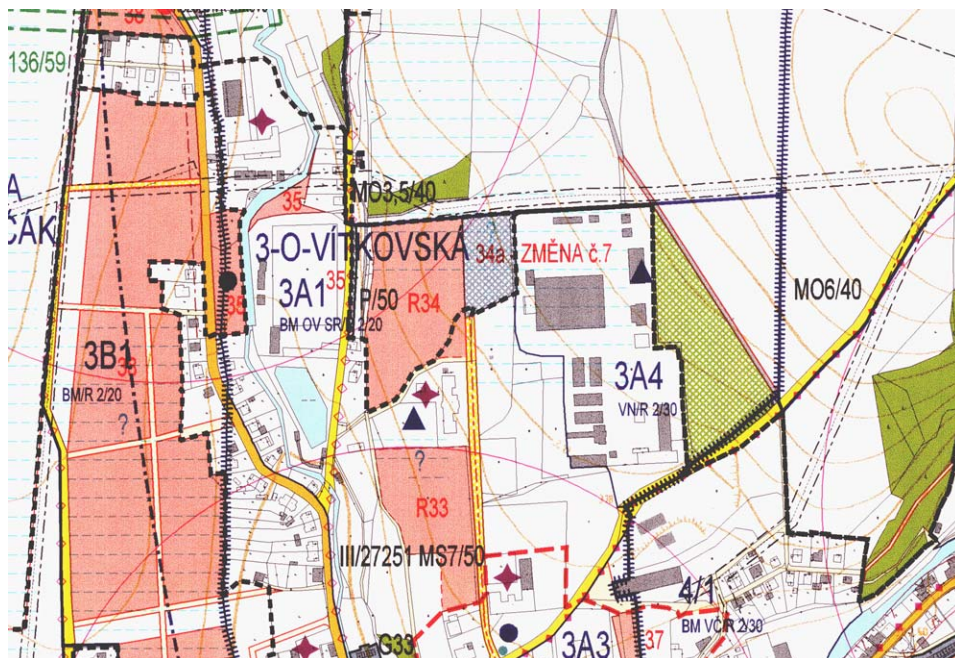 136/59
ČÁK
MO3,5/40
35
3-O-VÍTKOVSKÁ
34a - ZMĚNA č.7
3A1
35
P/50
R34
BM OV SR/R 2/20
MO6/40
3B1
33
BM/R 2/20
?
3A4
VN/R 2/30
?
R33
III/27251 MS7/50
4/1
BM VČ/R 2/30
G33
3A3
37